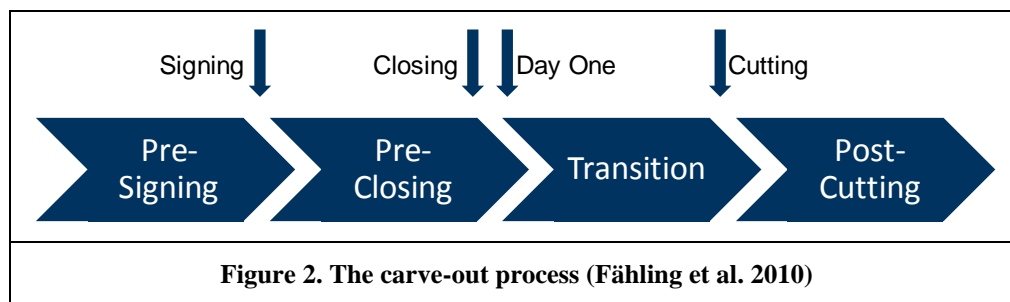 Signing Closing Day One Cutting
Pre-
Signing
Pre-
Closing
Transition
Post-
Cutting
Figure 2. The carve-out process (Fähling et al. 2010)